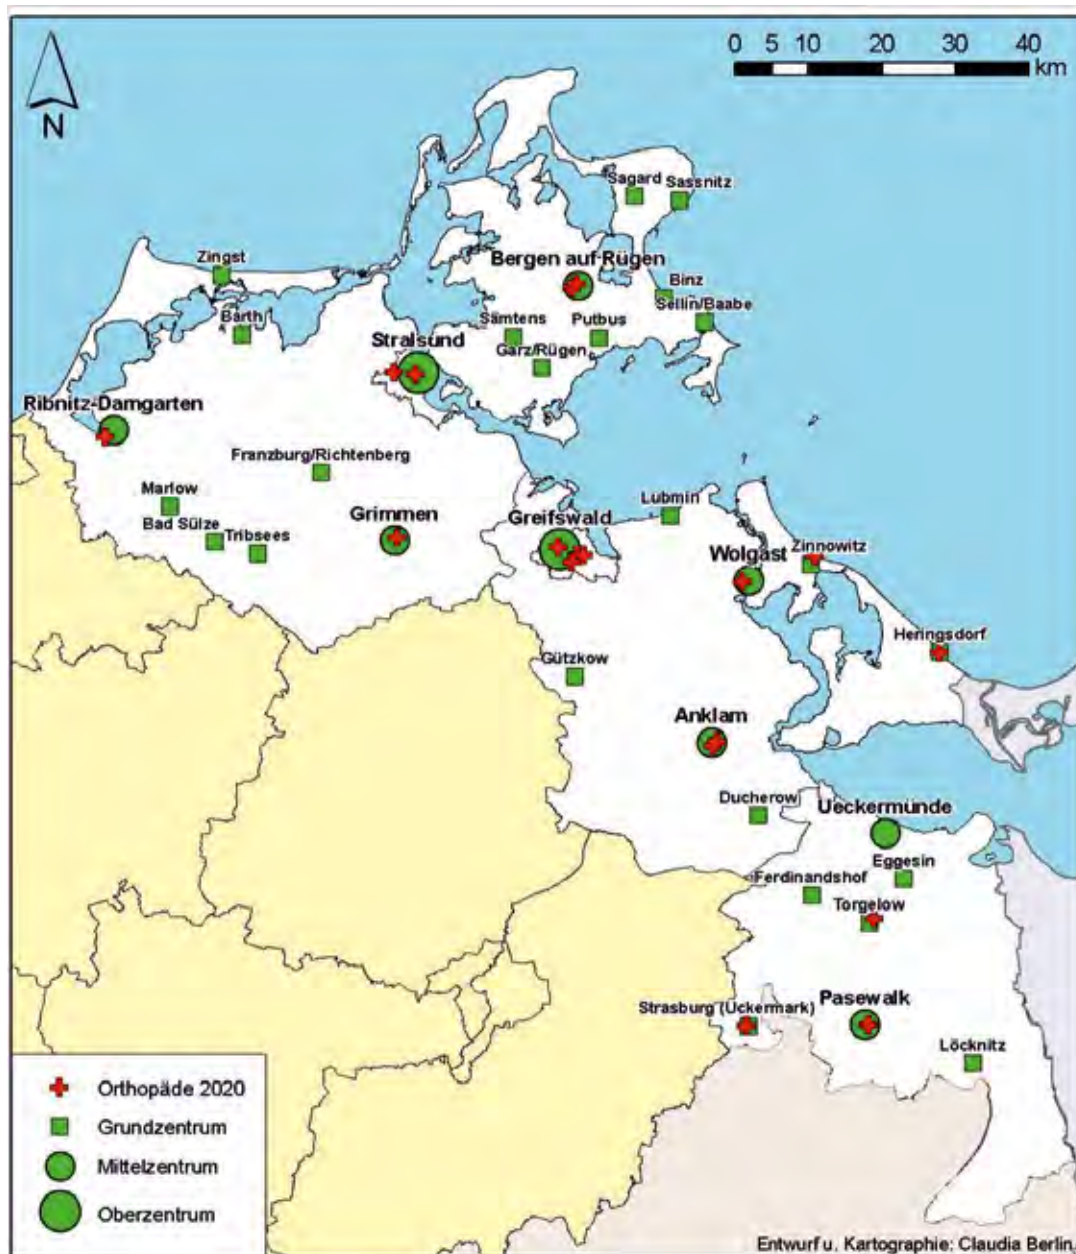 0 5 10 20 30 40
km
N
Sagard
Sassnitz
Zingst
Bergen auf Rügen
Binz
Barth
Sellin/Baabe
Samtens
Putbus
Stralsund
Garz/Rügen
Ribnitz-Damgarten
Franzburg/Richtenberg
Marlow
Lubmin
Grimmen
Greifswald
Bad Sülze
Tribsees
Wolgast
Zinnowitz
Heringsdorf
Gützkow
Anklam
Ducherow
Ueckermünde
Eggesin
Ferdinandshof
Torgelow
Strasburg (Uckermark)
Pasewalk
Löcknitz
Orthopäde 2020
Grundzentrum
Mittelzentrum
Oberzentrum
Entwurf u. Kartographie: Claudia Berlin